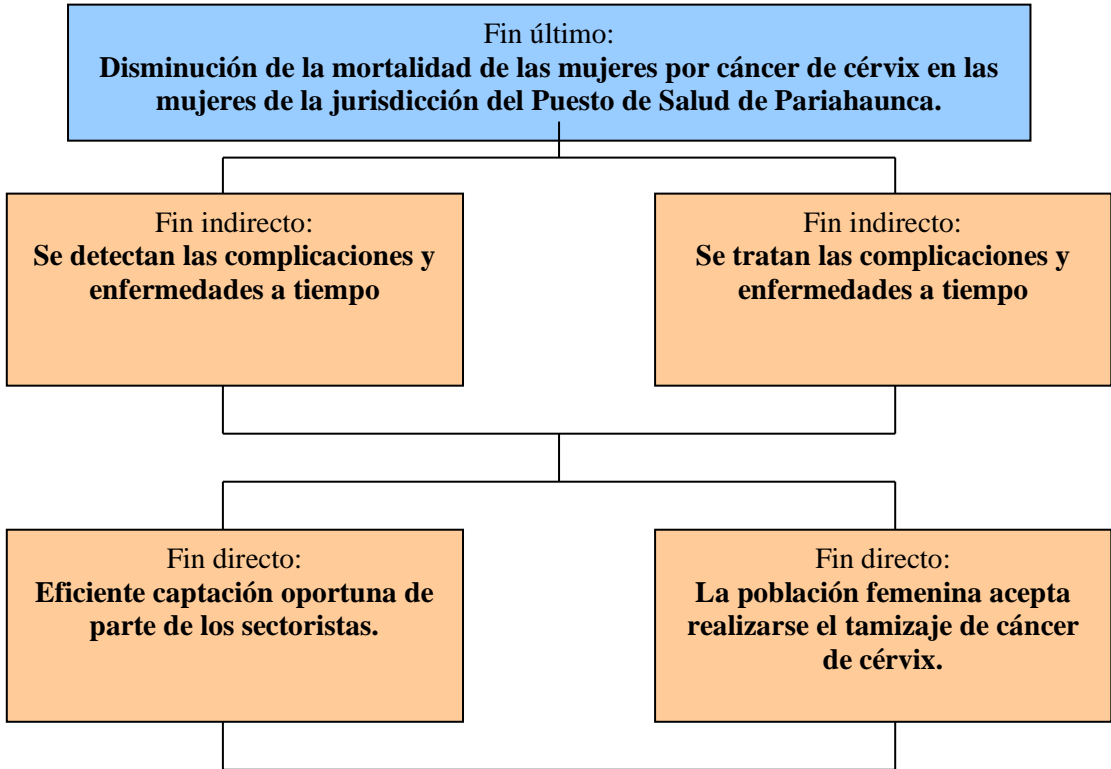 Fin último:
Disminución de la mortalidad de las mujeres por cáncer de cérvix en las
mujeres de la jurisdicción del Puesto de Salud de Pariahaunca.
Fin indirecto:
Se detectan las complicaciones y
enfermedades a tiempo
Fin indirecto:
Se tratan las complicaciones y
enfermedades a tiempo
Fin directo:
Eficiente captación oportuna de
parte de los sectoristas.
Fin directo:
La población femenina acepta
realizarse el tamizaje de cáncer
de cérvix.